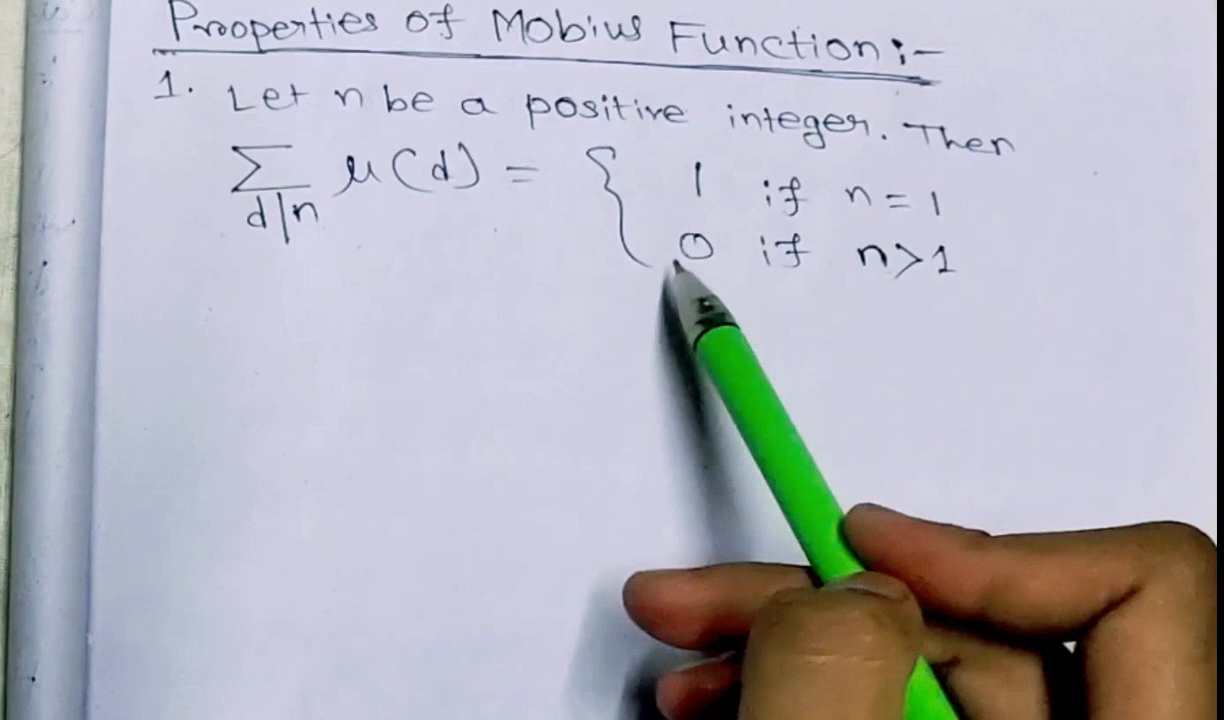 Properties of Mobius Function :-
1. Let n be a positive integer. Then
∑ μ(d) = { 1 if n = 1
d|n 0 if n>1